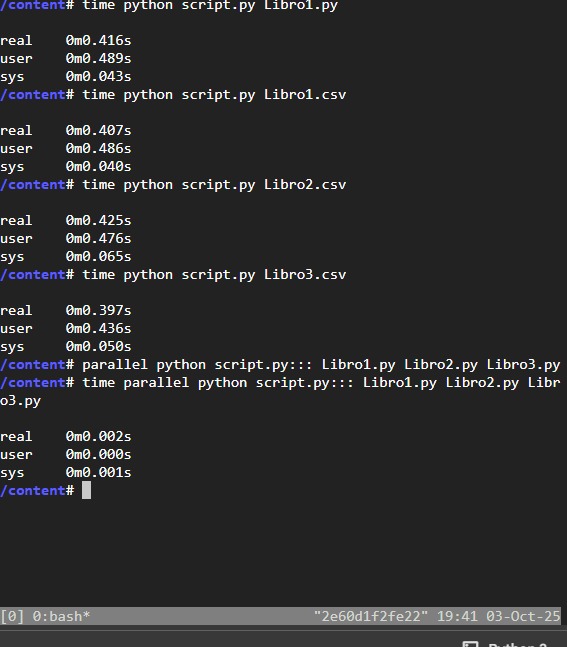 /content# time python script.py Libro1.py
real    0m0.416s
user    0m0.489s
sys     0m0.043s
/content# time python script.py Libro1.csv
real    0m0.407s
user    0m0.486s
sys     0m0.040s
/content# time python script.py Libro2.csv
real    0m0.425s
user    0m0.476s
sys     0m0.065s
/content# time python script.py Libro3.csv
real    0m0.397s
user    0m0.436s
sys     0m0.050s
/content# parallel python script.py::: Libro1.py Libro2.py Libro3.py
/content# time parallel python script.py::: Libro1.py Libro2.py Libr
o3.py
real    0m0.002s
user    0m0.000s
sys     0m0.001s
/content#
[0] 0:bash* "2e60d1f2fe22" 19:41 03-Oct-25